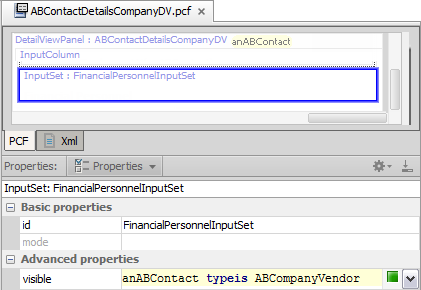 ABContactDetailsCompanyDV.pcf ×
DetailViewPanel : ABContactDetailsCompanyDV anABContact
InputColumn
InputSet : FinancialPersonnelInputSet
PCF Xml
Properties: Properties
InputSet: FinancialPersonnelInputSet
Basic properties
id FinancialPersonnelInputSet
mode
Advanced properties
visible anABContact typeis ABCompanyVendor